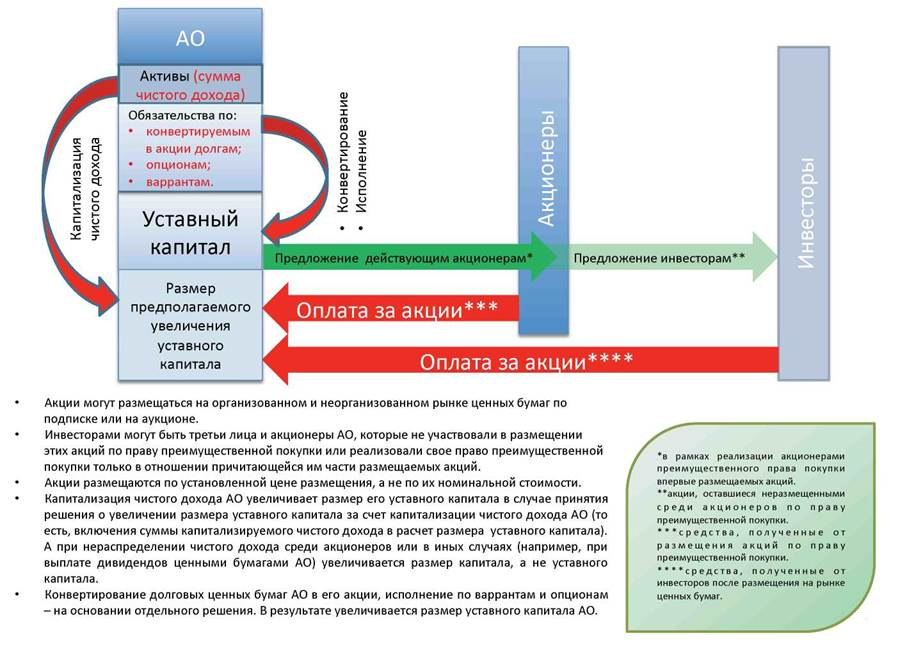 АО
Активы (сумма
чистого дохода)
Обязательства по:
• конвертируемым
в акции долгам;
• опционам;
• варрантам.
Капитализация
чистого дохода
• Конвертирование
• Исполнение
Уставный
капитал
Акционеры
Инвесторы
Предложение действующим акционерам*
Предложение инвесторам**
Размер
предполагаемого
увеличения
уставного
капитала
Оплата за акции***
Оплата за акции****
• Акции могут размещаться на организованном и неорганизованном рынке ценных бумаг по
подписке или на аукционе.
• Инвесторами могут быть третьи лица и акционеры АО, которые не участвовали в размещении
этих акций по праву преимущественной покупки или реализовали свое право преимущественной
покупки только в отношении причитающейся им части размещаемых акций.
• Акции размещаются по установленной цене размещения, а не по их номинальной стоимости.
• Капитализация чистого дохода АО увеличивает размер его уставного капитала в случае принятия
решения о увеличении размера уставного капитала за счет капитализации чистого дохода АО (то
есть, включения суммы капитализируемого чистого дохода в расчет размера уставного капитала).
А при нераспределении чистого дохода среди акционеров или в иных случаях (например, при
выплате дивидендов ценными бумагами АО) увеличивается размер капитала, а не уставного
капитала.
• Конвертирование долговых ценных бумаг АО в его акции, исполнение по варрантам и опционам
– на основании отдельного решения. В результате увеличивается размер уставного капитала АО.
*в рамках реализации акционерами
преимущественного права покупки
впервые размещаемых акций.
**акции, оставшиеся неразмещенными
среди акционеров по праву
преимущественной покупки.
***средства, полученные от
размещения акций по праву
преимущественной покупки.
****средства, полученные от
инвесторов после размещения на рынке
ценных бумаг.